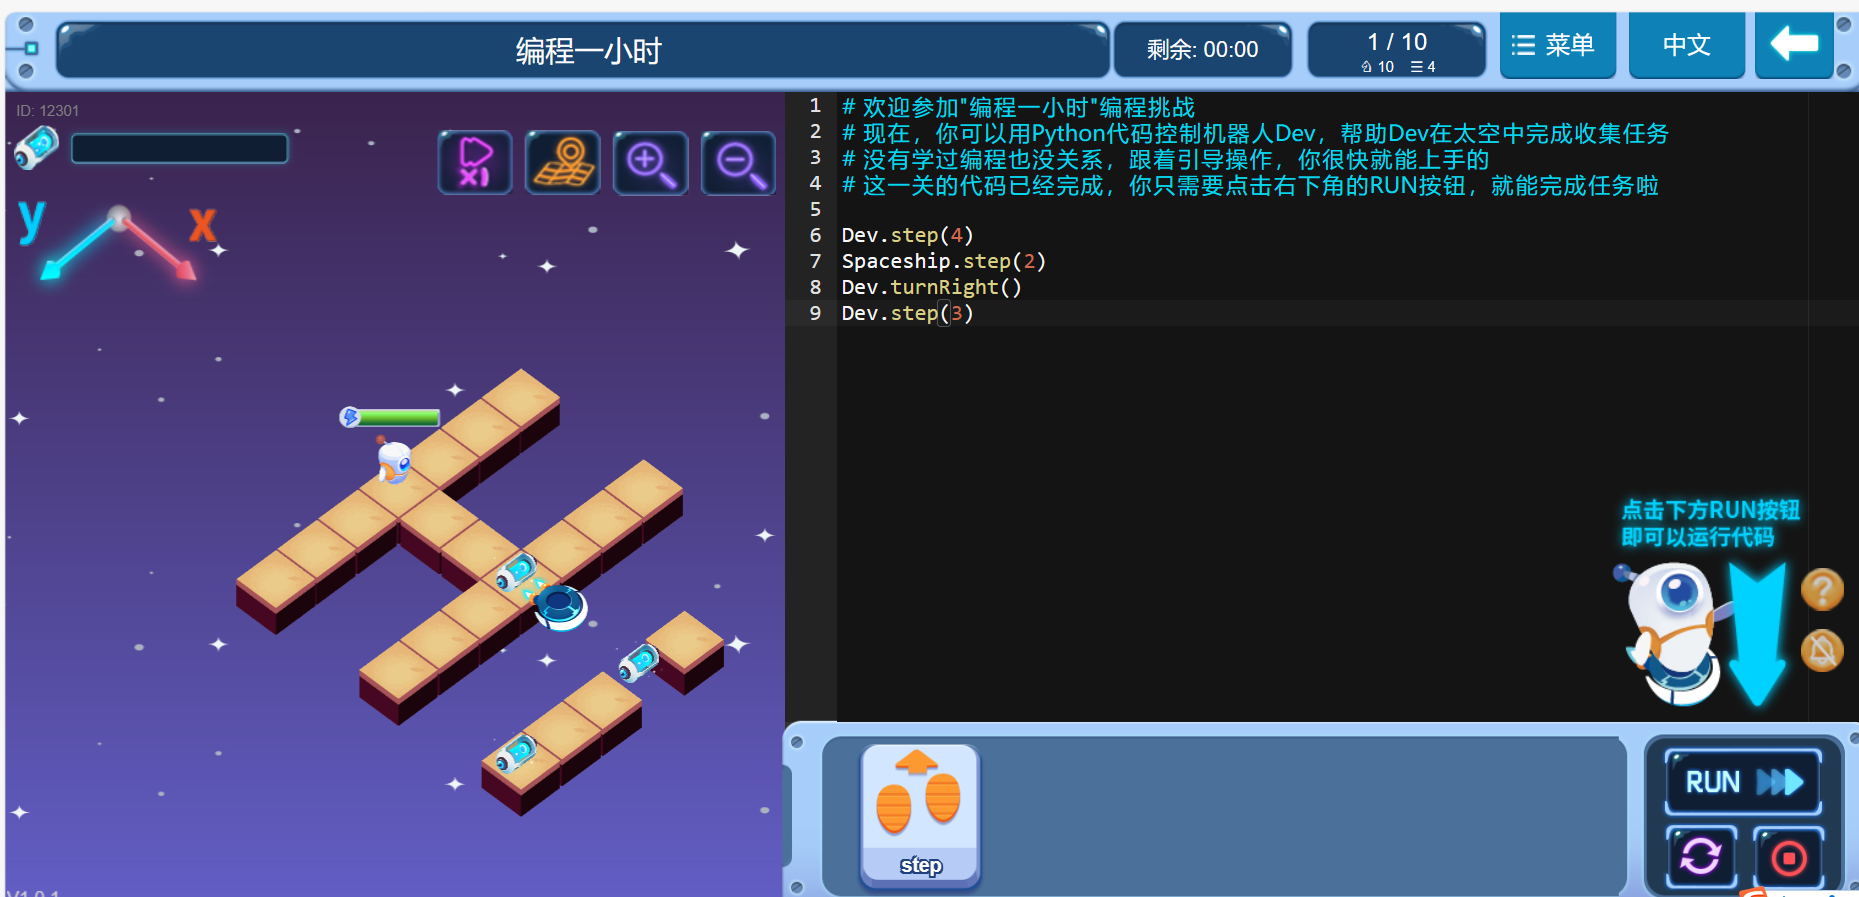 编程一小时
剩余: 00:00
1 / 10
10 4
菜单
中文
ID: 12301
X1
y
x
1 # 欢迎参加"编程一小时"编程挑战
2 # 现在，你可以用Python代码控制机器人Dev，帮助Dev在太空中完成收集任务
3 # 没有学过编程也没关系，跟着引导操作，你很快就能上手的
4 # 这一关的代码已经完成，你只需要点击右下角的RUN按钮，就能完成任务啦
5
6 Dev.step(4)
7 Spaceship.step(2)
8 Dev.turnRight()
9 Dev.step(3)
点击下方RUN按钮
即可以运行代码
?
step
RUN
V1.0.1